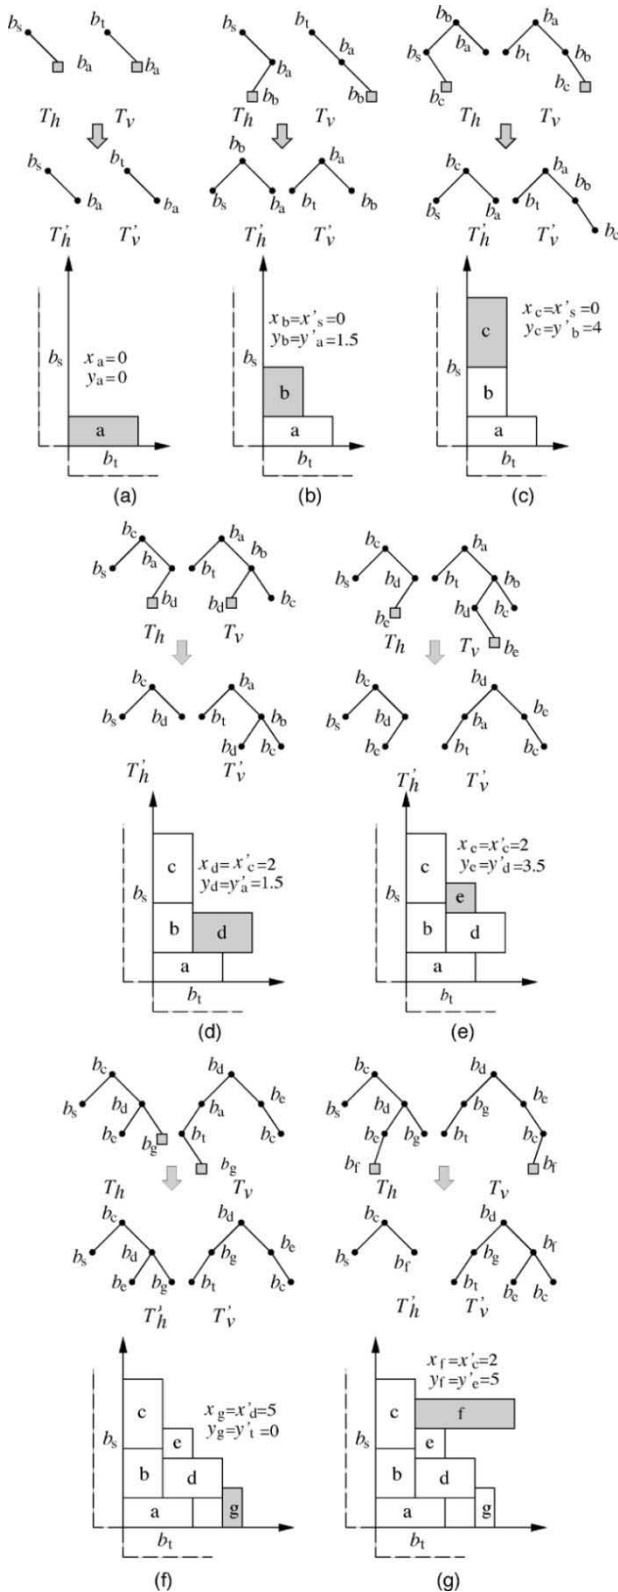 b_s b_t
b_a b_a
T_h T_v
b_s b_t
b_a b_a
T'_h T'_v
b_s
x_a=0
y_a=0
a
b_t
(a)
b_s b_t
b_a b_a
b_b b_b
T_h T_v
b_b b_a
b_s b_a b_t b_b
T'_h T'_v
x_b=x'_s=0
y_b=y'_a=1.5
b_s
b
a
b_t
(b)
b_b b_a
b_s b_a b_t b_b
b_c b_c
T_h T_v
b_c b_a
b_b
b_s b_a b_t
b_c
T'_h T'_v
x_c=x'_s=0
y_c=y'_b=4
c
b_s
b
a
b_t
(c)
b_c b_a
b_s b_a b_t b_b
b_d b_d b_c
T_h T_v
b_c b_a
b_s b_d b_t b_b
b_d b_c
T'_h T'_v
x_d=x'_c=2
y_d=y'_a=1.5
c
b_s
b d
a
b_t
(d)
b_c b_a
b_s b_d b_t b_b
b_e b_d b_c
b_e
T_h T_v
b_c b_d
b_s b_d b_a b_c
b_e b_t b_c
T'_h T'_v
x_e=x'_c=2
y_e=y'_d=3.5
c
b_s e
b d
a
b_t
(e)
b_c b_d
b_s b_d b_a b_e
b_e b_g b_t b_c
b_g
T_h T_v
b_c b_d
b_s b_d b_g b_e
b_e b_g b_t b_c
T'_h T'_v
x_g=x'_d=5
y_g=y'_t=0
c
b_s e
b d
a g
b_t
(f)
b_c b_d
b_s b_d b_g b_e
b_e b_g b_t b_c
b_f b_f
T_h T_v
b_c b_d
b_s b_f b_g b_f
b_t b_e b_c
T'_h T'_v
x_f=x'_c=2
y_f=y'_e=5
c f
b_s e
b d
a g
b_t
(g)